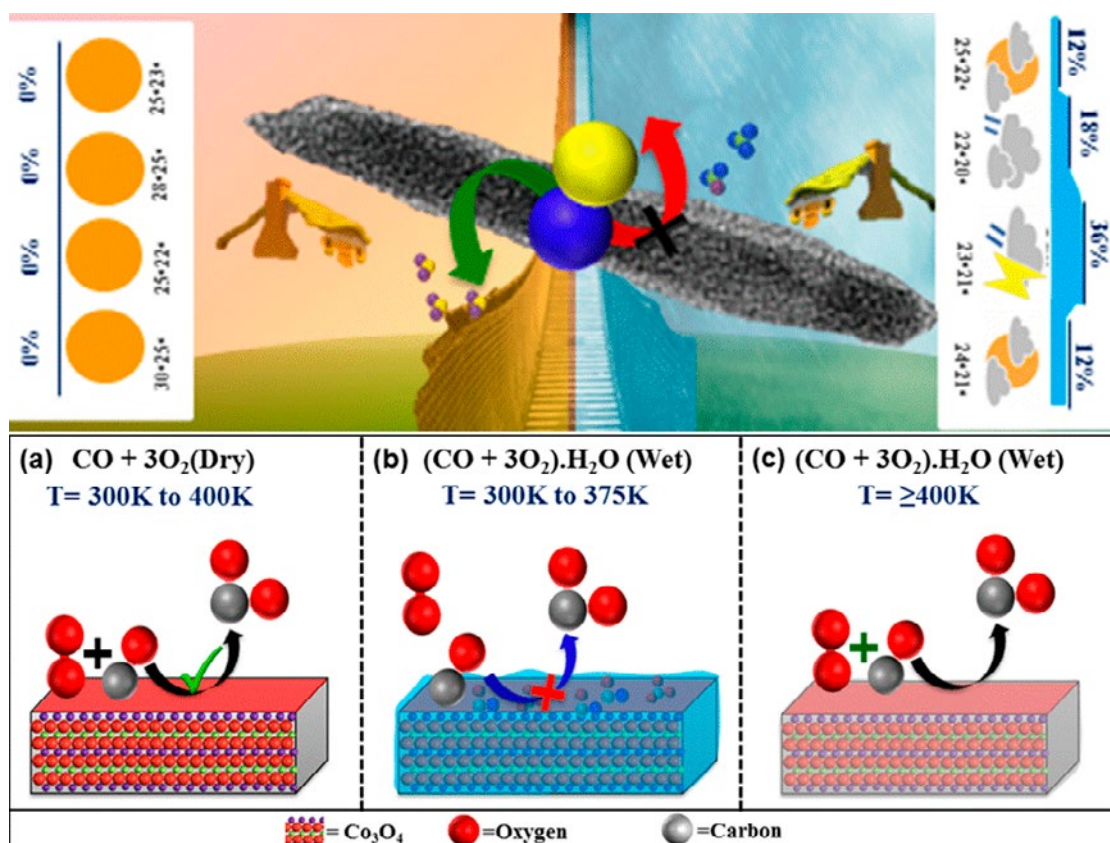 0%
25•23•
0%
28•25•
0%
25•22•
0%
30•25•
12%
25•22•
18%
22•20•
36%
23•21•
12%
24•21•
(a) CO + 3O₂(Dry)
T= 300K to 400K
(b) (CO + 3O₂).H₂O (Wet)
T= 300K to 375K
(c) (CO + 3O₂).H₂O (Wet)
T= ≥400K
= Co₃O₄
=Oxygen
=Carbon